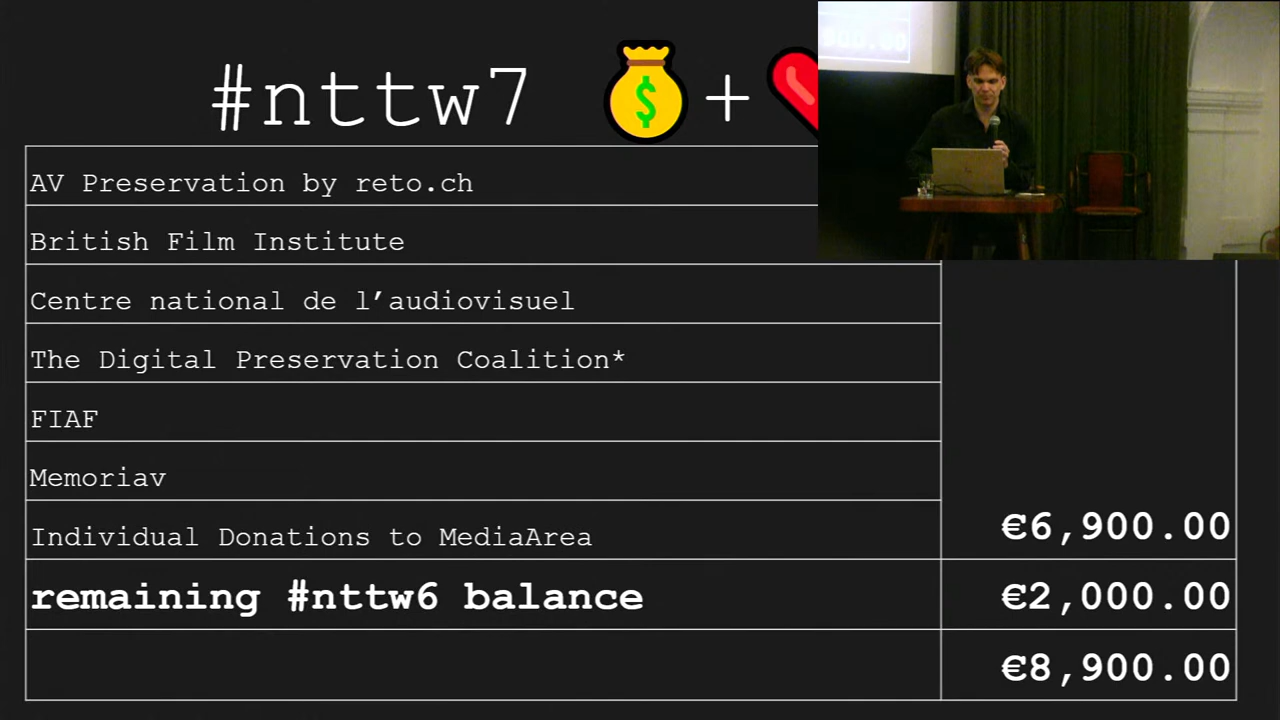 #nttw7 💰+❤
AV Preservation by reto.ch
British Film Institute
Centre national de l’audiovisuel
The Digital Preservation Coalition*
FIAF
Memoriav
Individual Donations to MediaArea
€6,900.00
remaining #nttw6 balance €2,000.00
€8,900.00